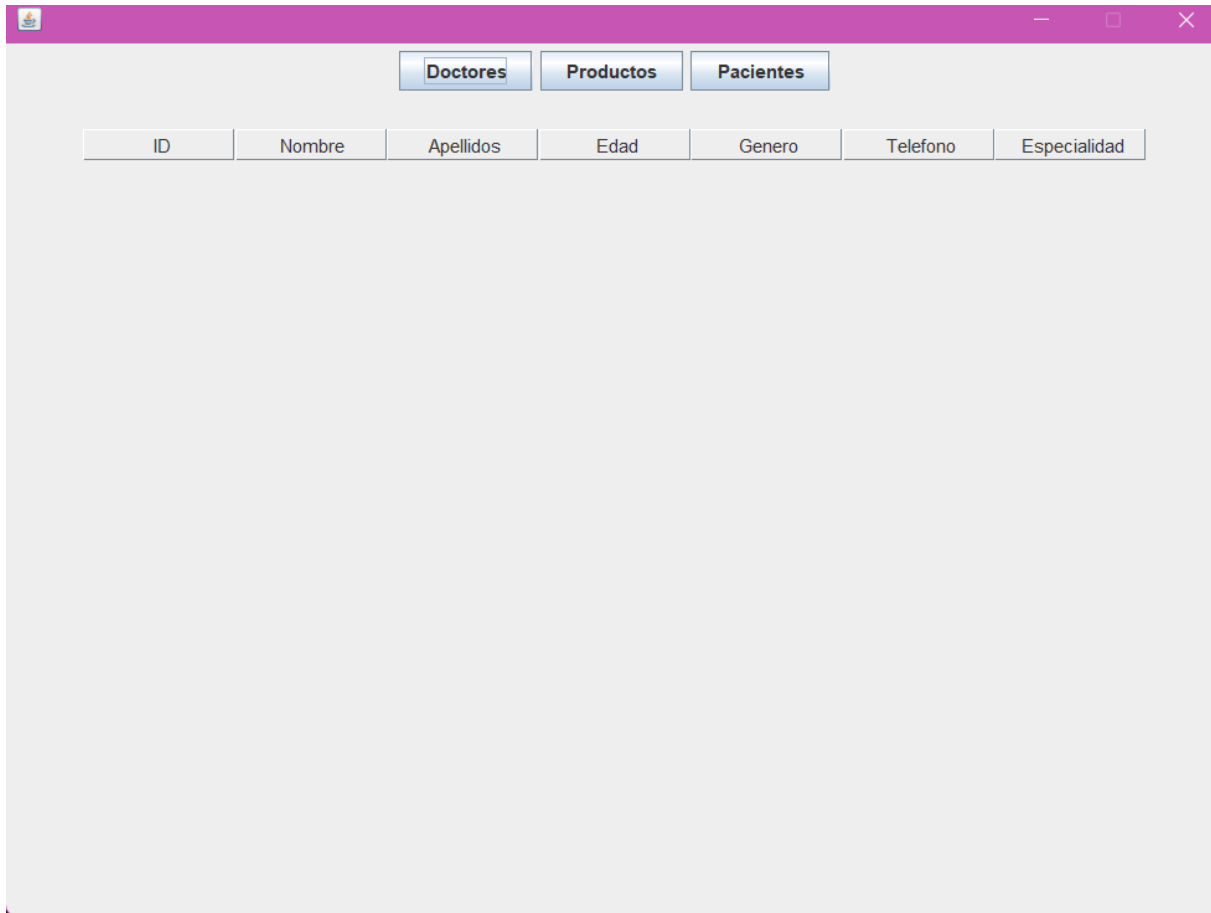 Doctores Productos Pacientes
ID Nombre Apellidos Edad Genero Telefono Especialidad